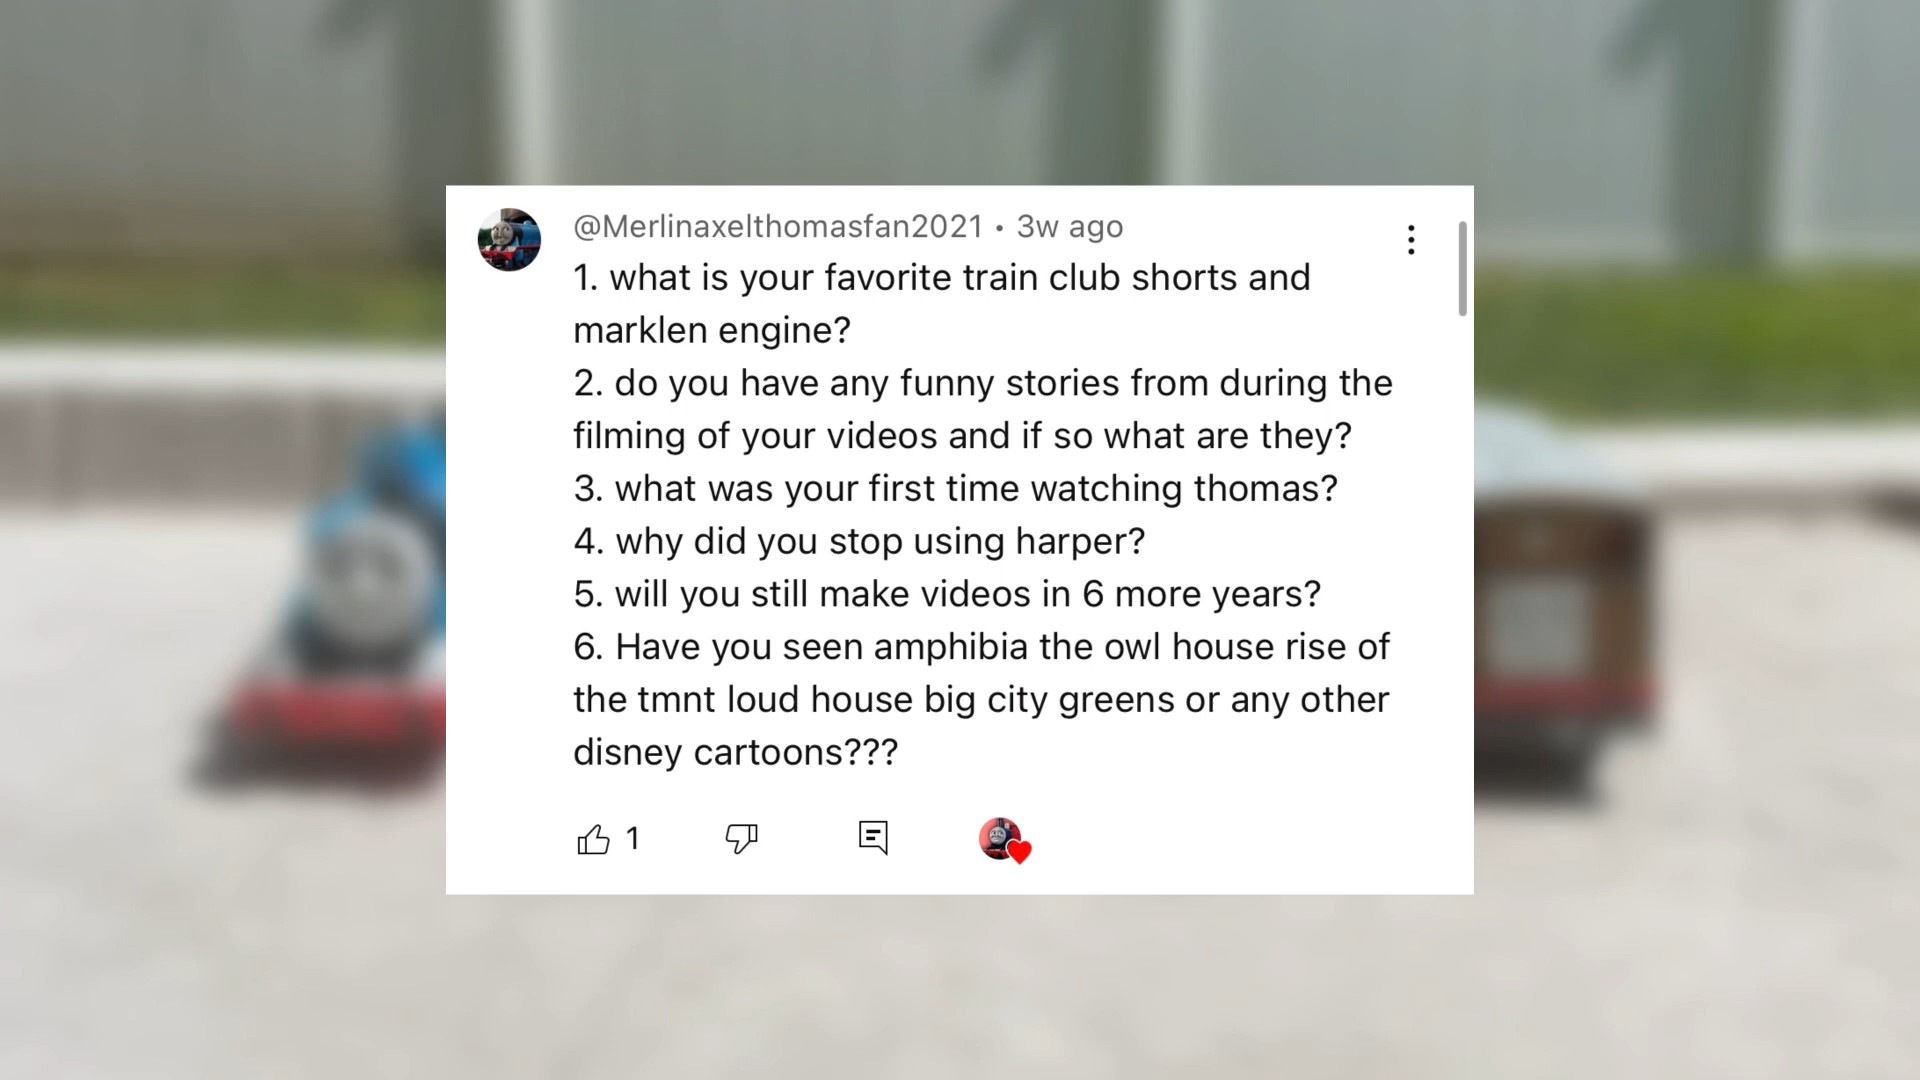 @Merlinaxelthomasfan2021 • 3w ago
1. what is your favorite train club shorts and
marklen engine?
2. do you have any funny stories from during the
filming of your videos and if so what are they?
3. what was your first time watching thomas?
4. why did you stop using harper?
5. will you still make videos in 6 more years?
6. Have you seen amphibia the owl house rise of
the tmnt loud house big city greens or any other
disney cartoons???
1